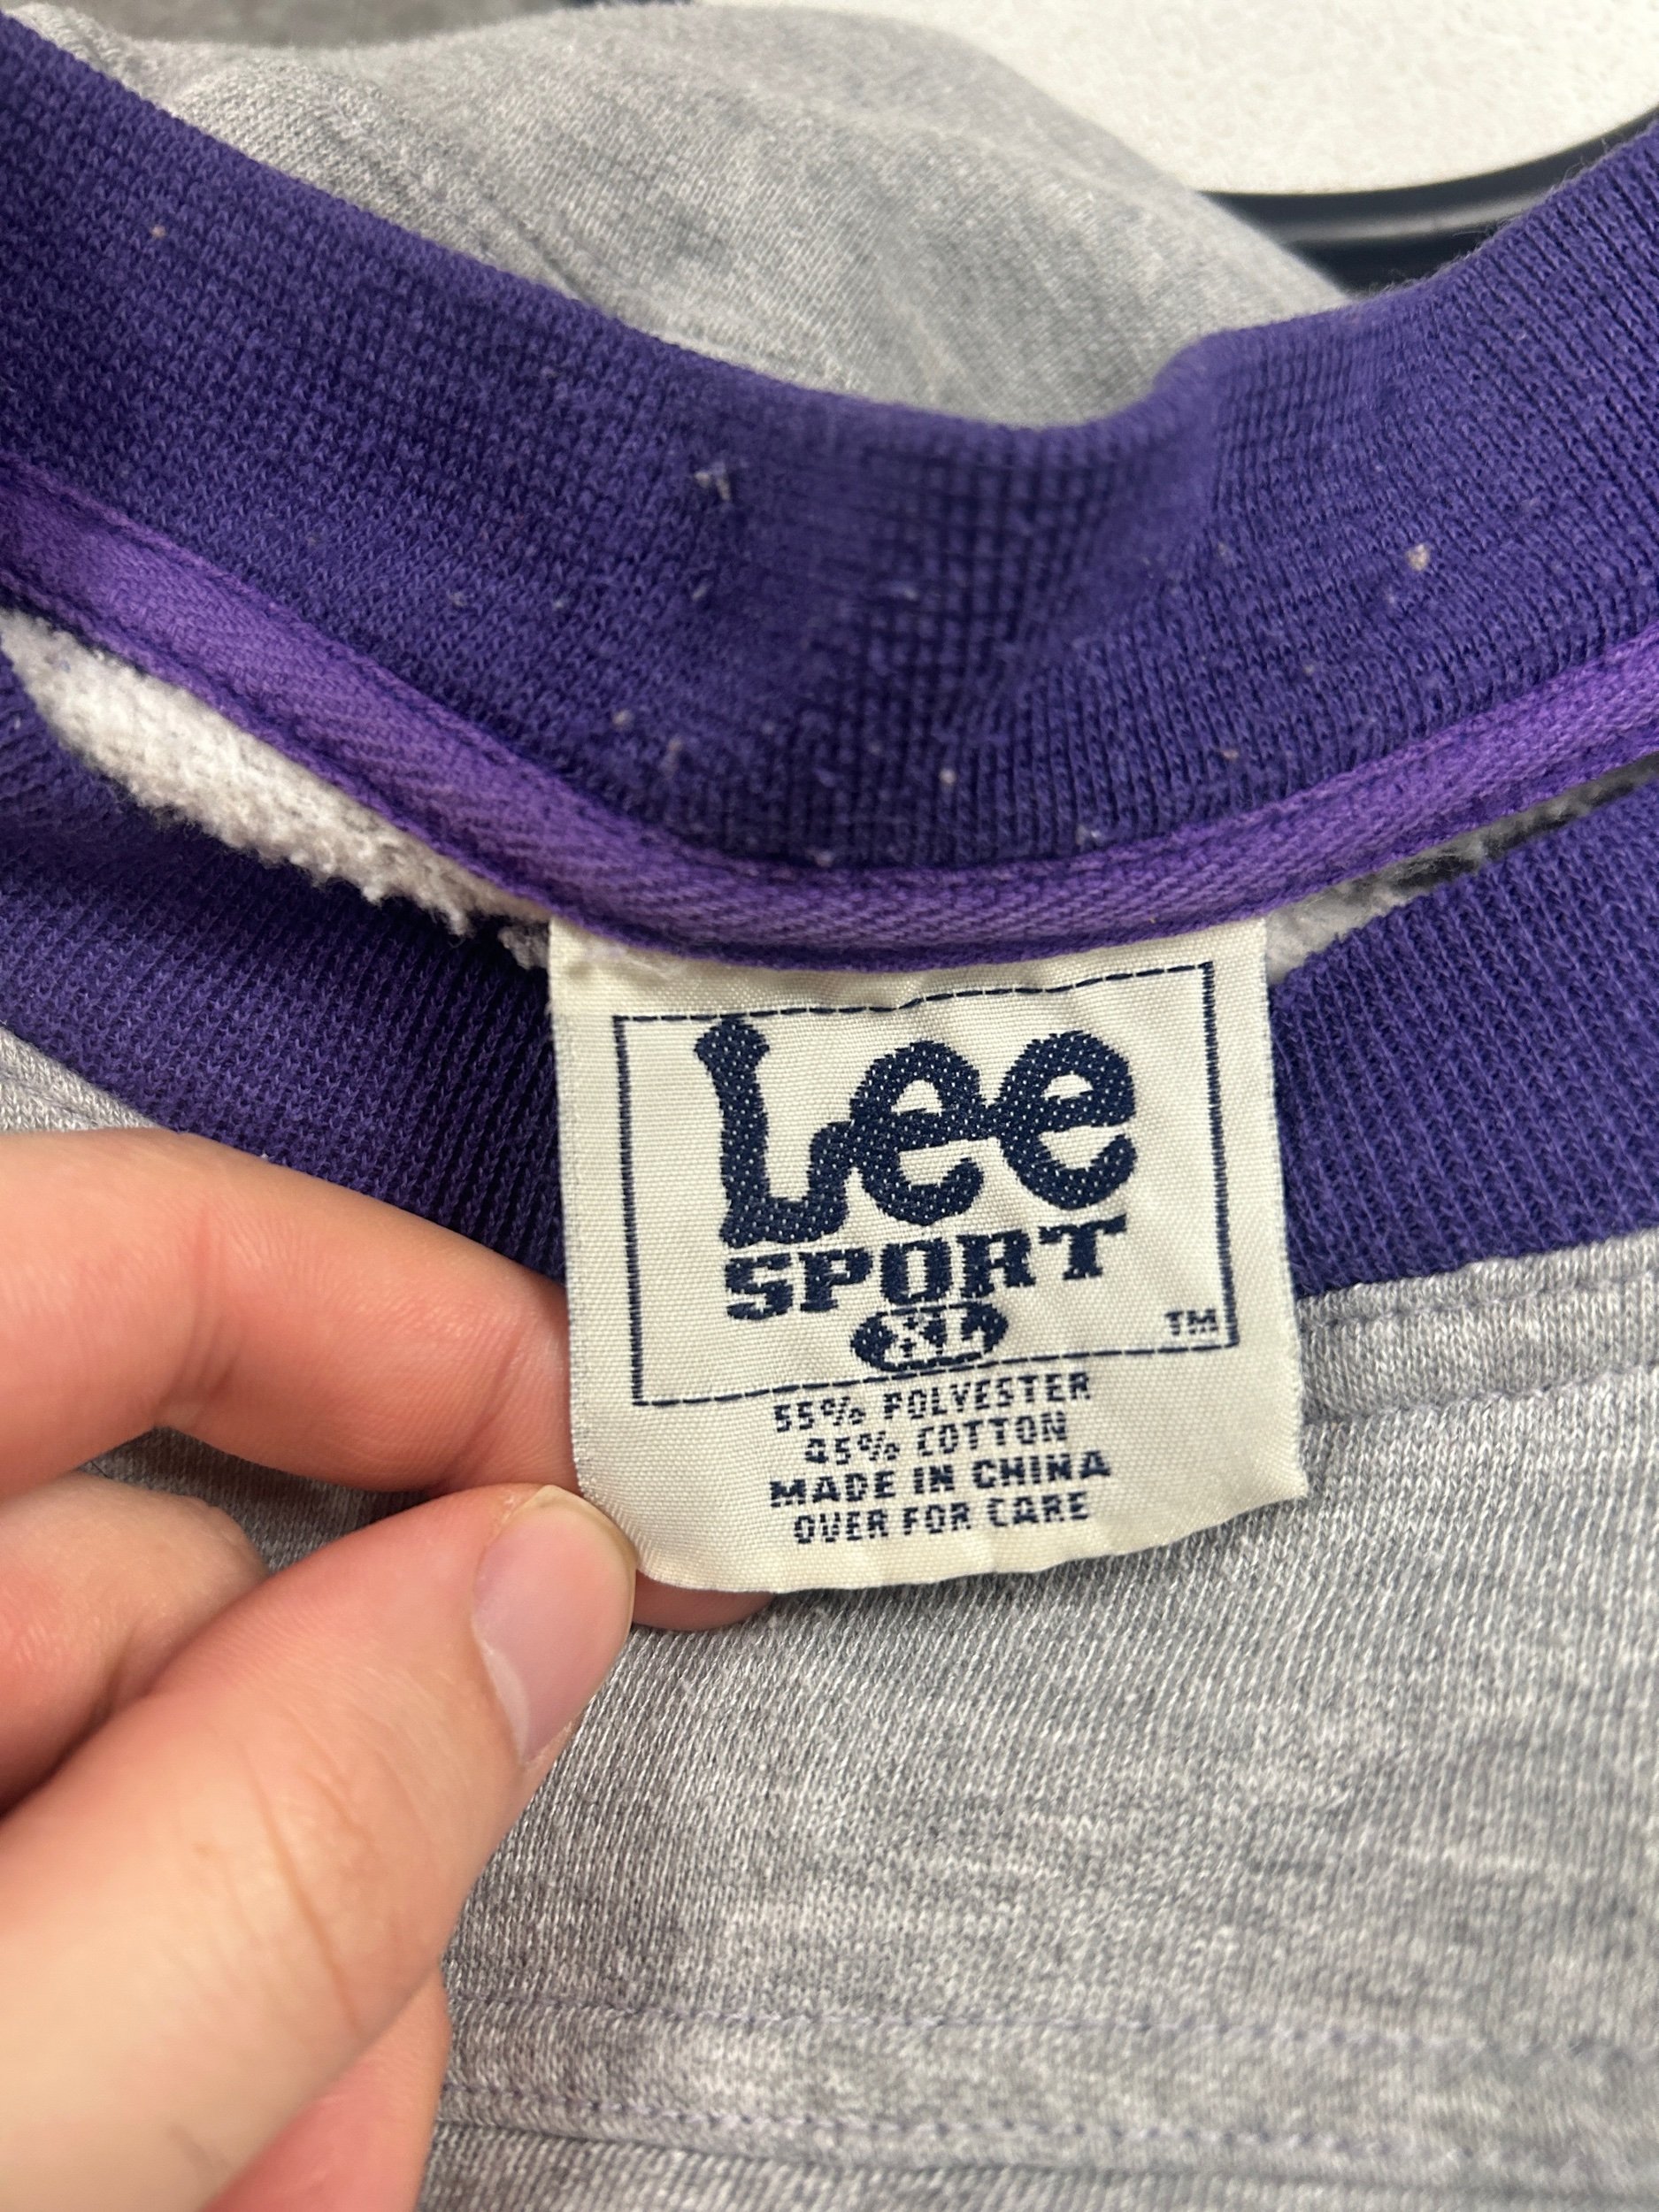 Lee
SPORT
XL
TM
55% POLYESTER
45% COTTON
MADE IN CHINA
OVER FOR CARE